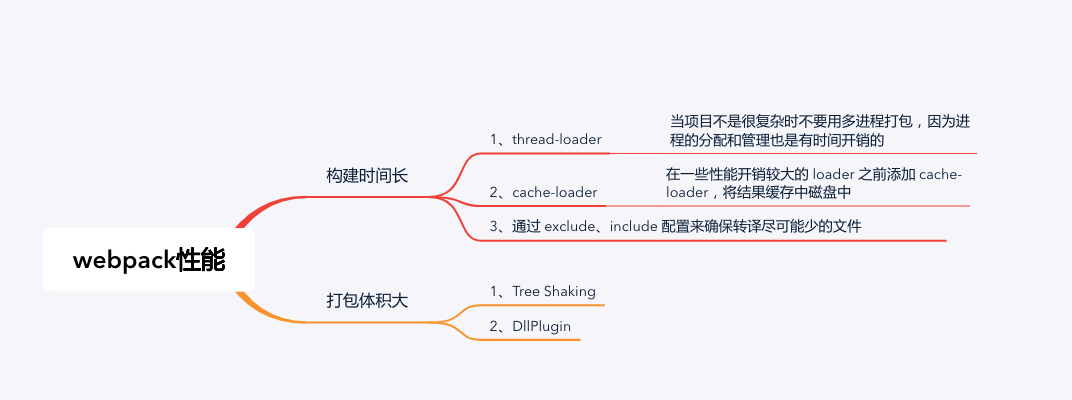 当项目不是很复杂时不要用多进程打包，因为进
程的分配和管理也是有时间开销的
1、thread-loader
构建时间长
在一些性能开销较大的 loader 之前添加 cache-
loader，将结果缓存中磁盘中
2、cache-loader
3、通过 exclude、include 配置来确保转译尽可能少的文件
webpack性能
打包体积大
1、Tree Shaking
2、DllPlugin